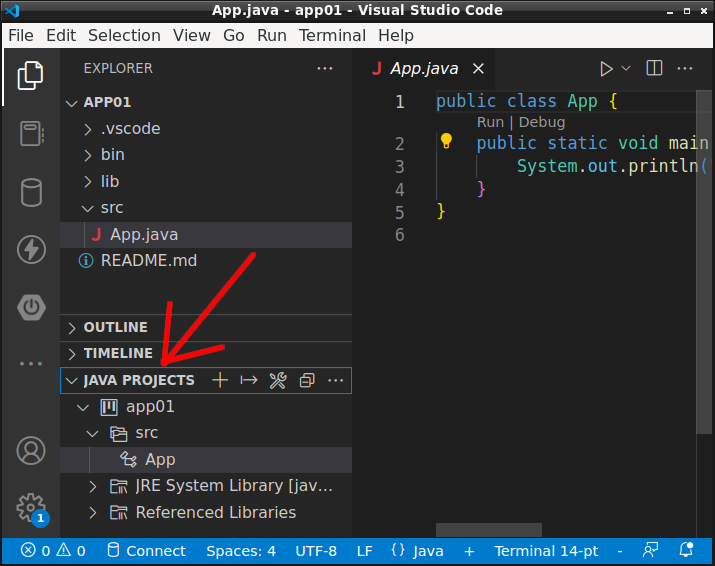 App.java - app01 - Visual Studio Code
File Edit Selection View Go Run Terminal Help
EXPLORER
APP01
.vscode
bin
lib
src
J App.java
README.md
OUTLINE
TIMELINE
JAVA PROJECTS
app01
src
App
JRE System Library [jav…
Referenced Libraries
1
J App.java
1 public class App {
Run | Debug
2 public static void main
3 System.out.println(
4 }
5 }
6
0 0 Connect Spaces: 4 UTF-8 LF {} Java + Terminal 14-pt -